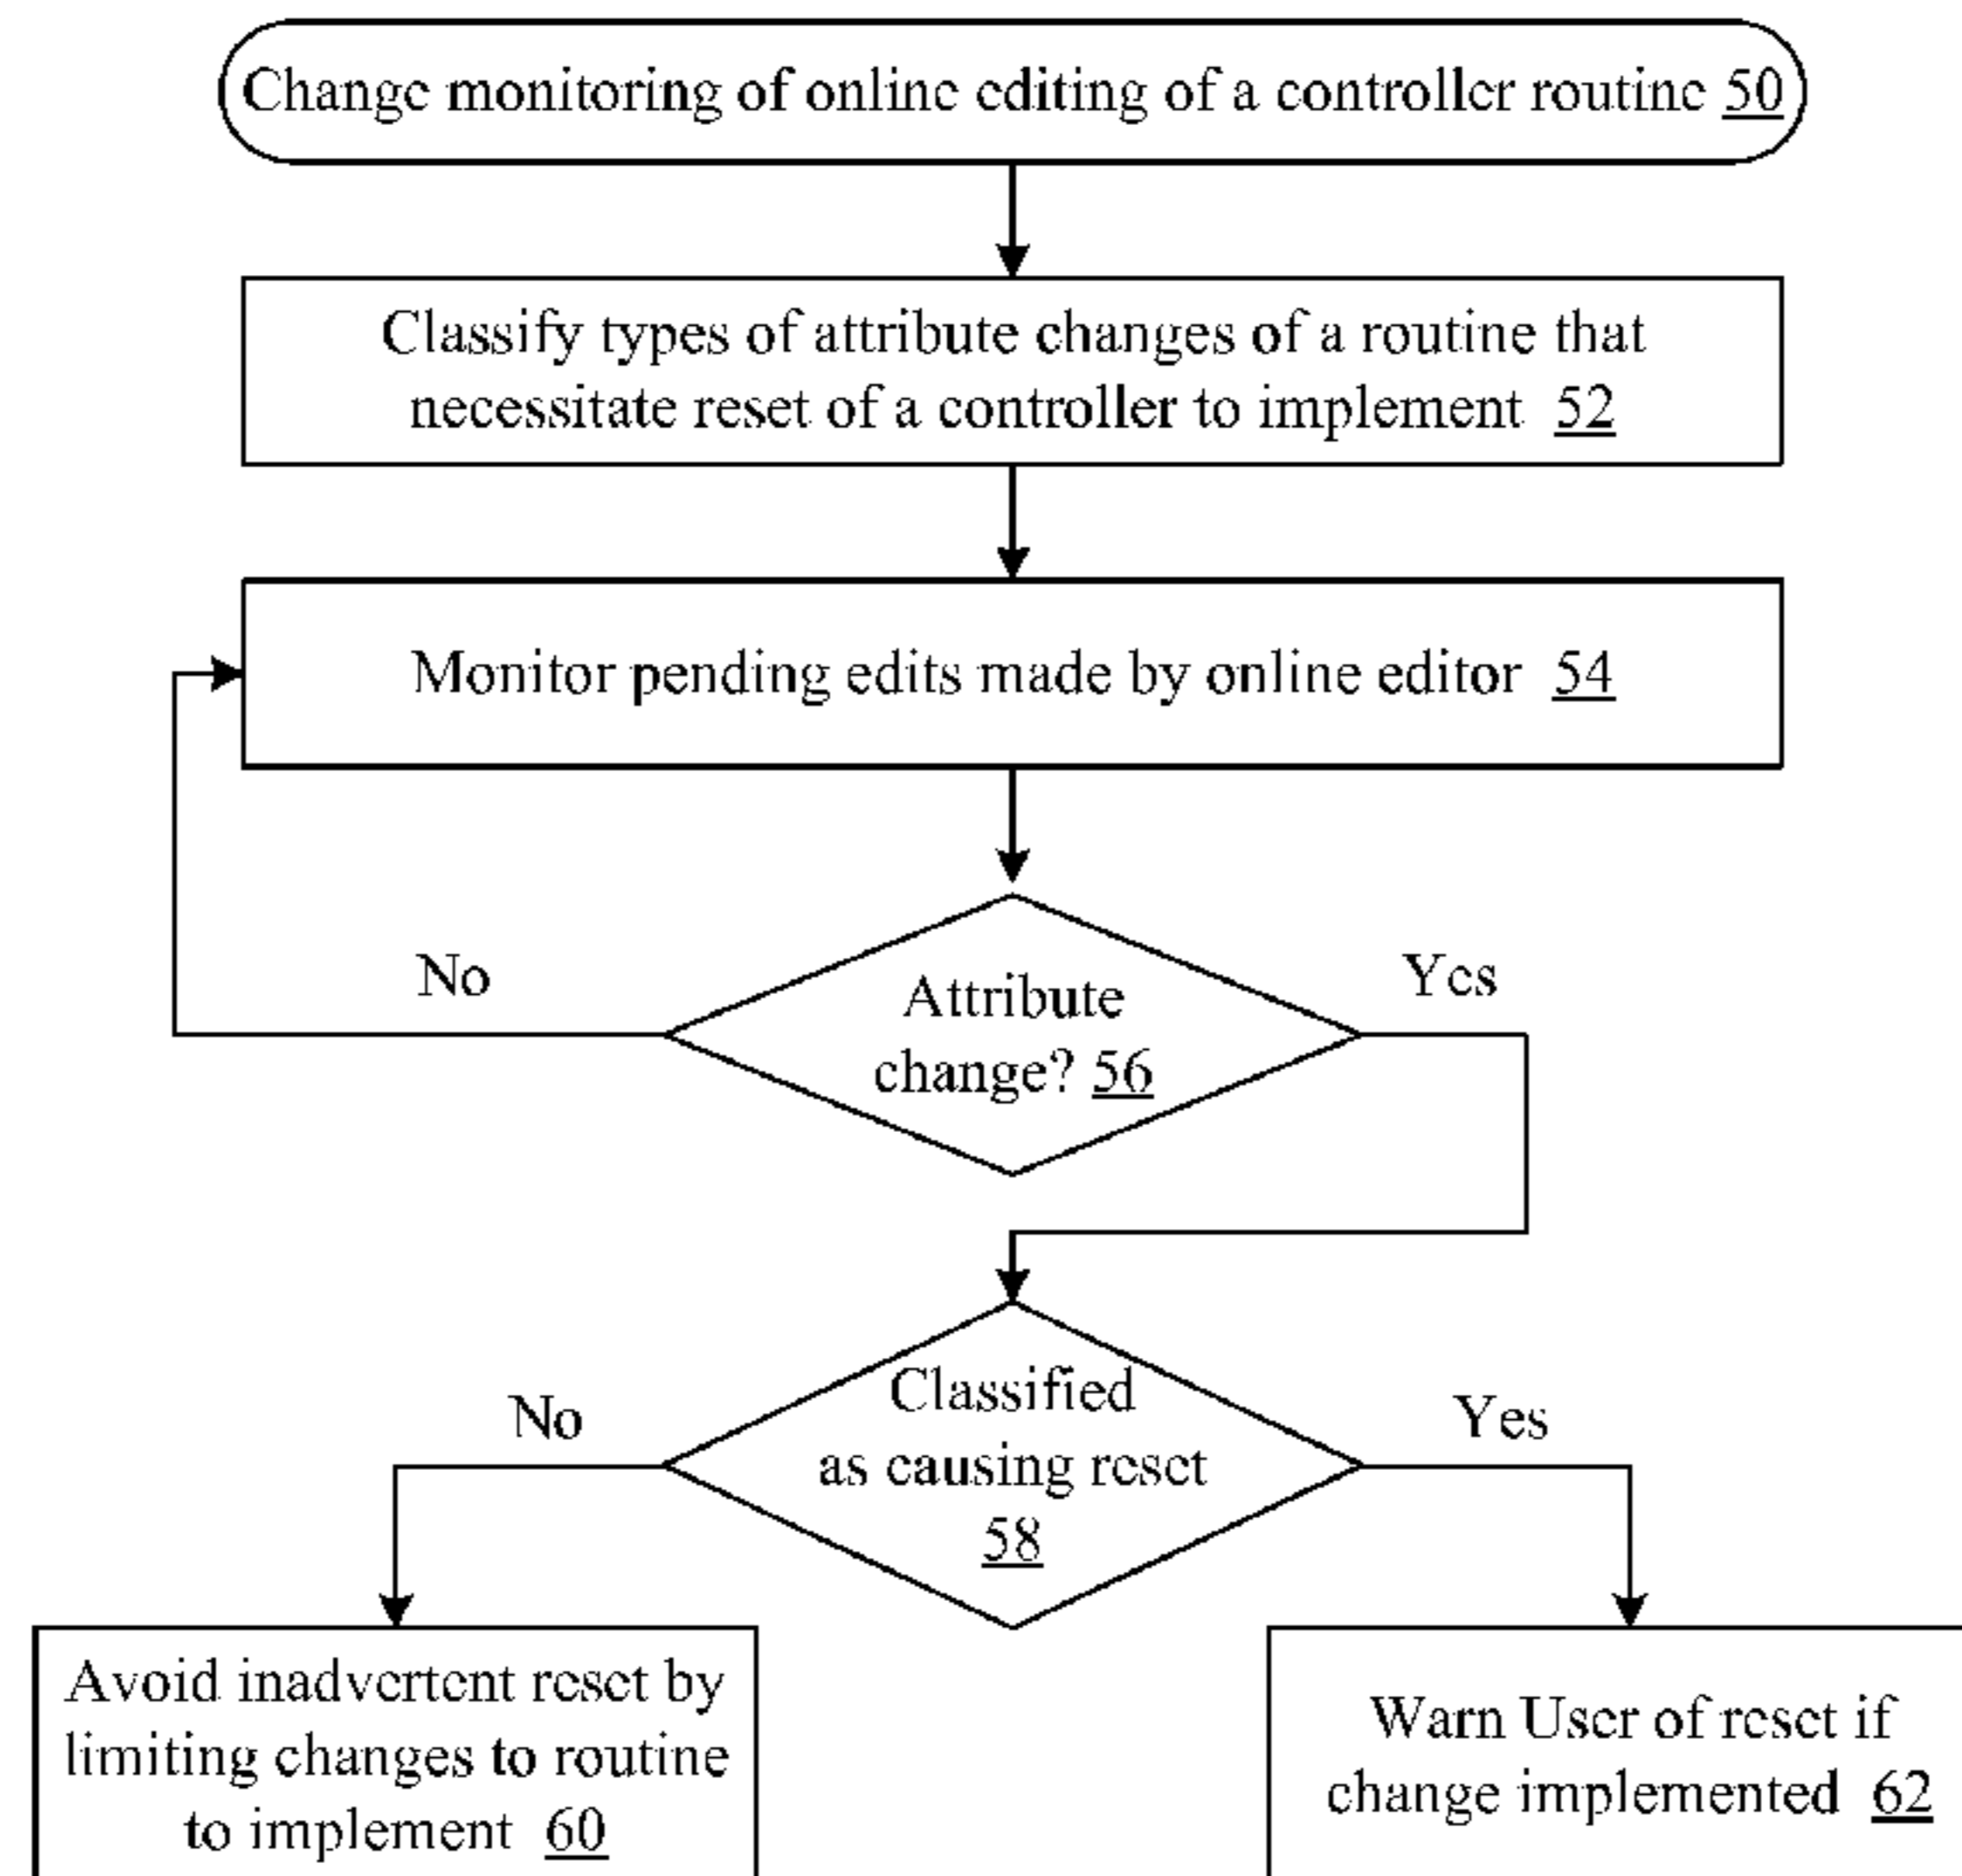 Change monitoring of online editing of a controller routine 50
Classify types of attribute changes of a routine that
necessitate reset of a controller to implement 52
Monitor pending edits made by online editor 54
No
Yes
Attribute
change? 56
Classified
as causing reset
58
No
Yes
Avoid inadvertent reset by
limiting changes to routine
to implement 60
Warn User of reset if
change implemented 62